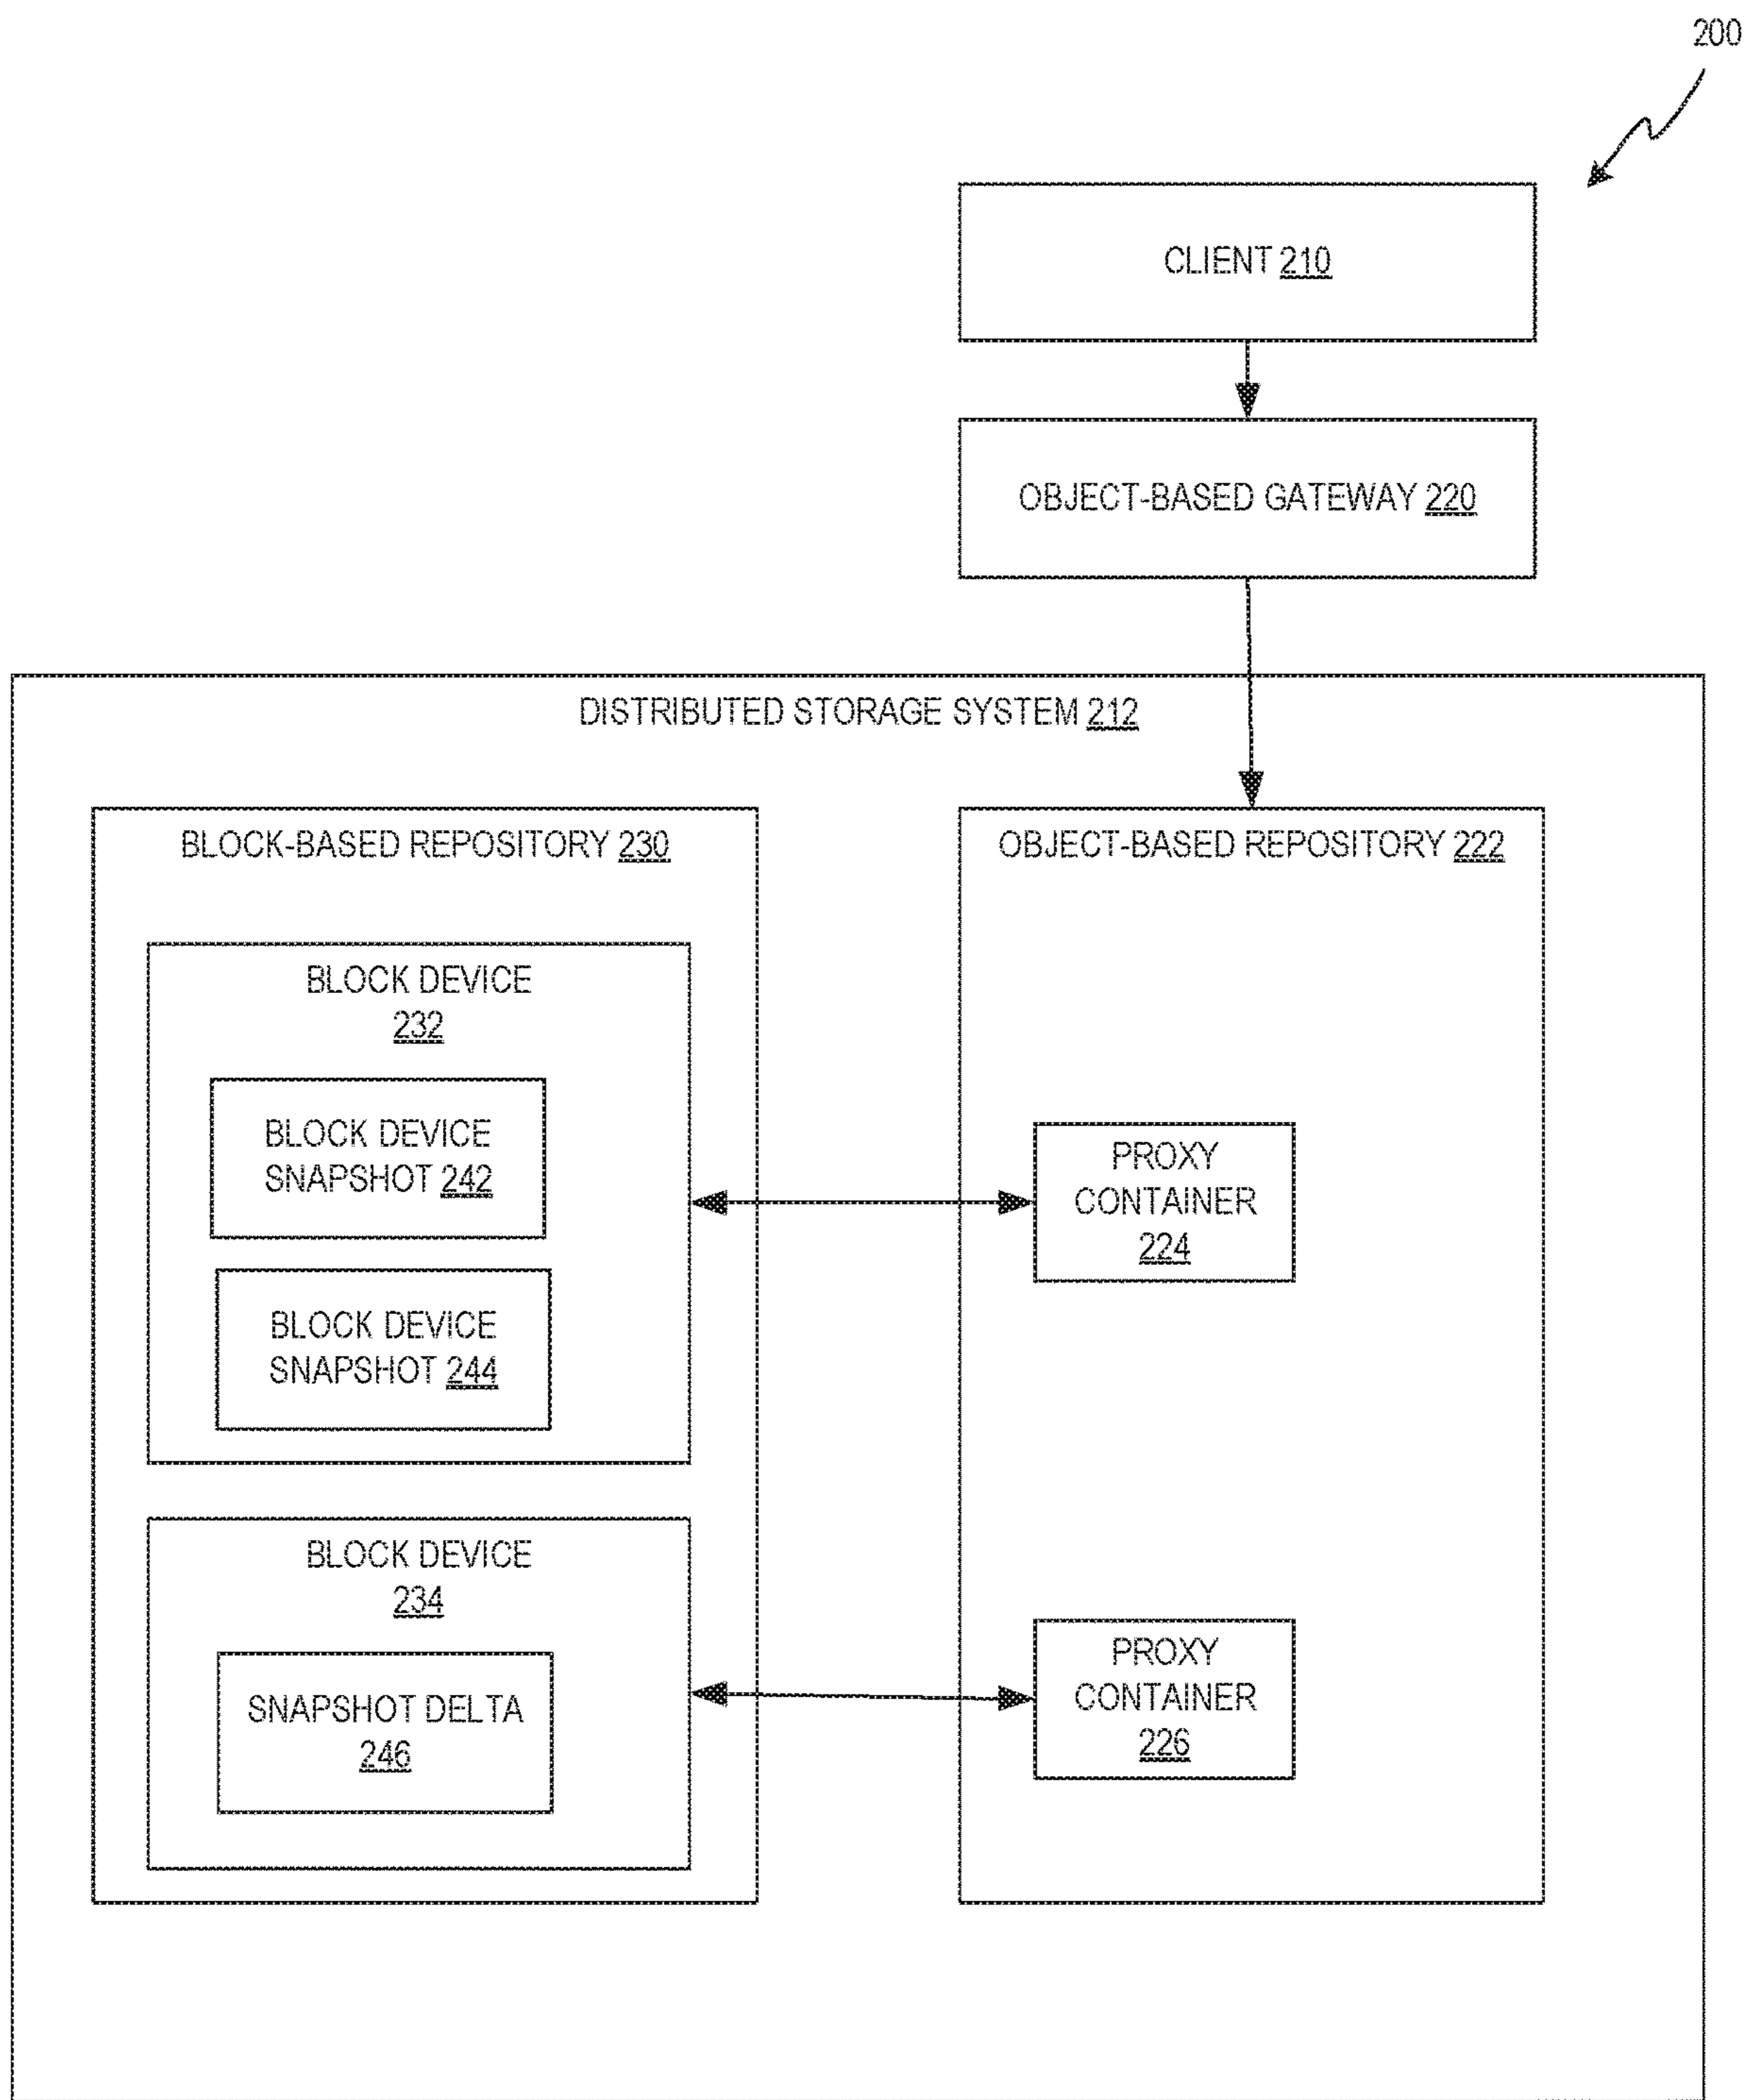 200
CLIENT 210
OBJECT-BASED GATEWAY 220
DISTRIBUTED STORAGE SYSTEM 212
BLOCK-BASED REPOSITORY 230
BLOCK DEVICE
232
BLOCK DEVICE
SNAPSHOT 242
BLOCK DEVICE
SNAPSHOT 244
BLOCK DEVICE
234
SNAPSHOT DELTA
246
OBJECT-BASED REPOSITORY 222
PROXY
CONTAINER
224
PROXY
CONTAINER
226